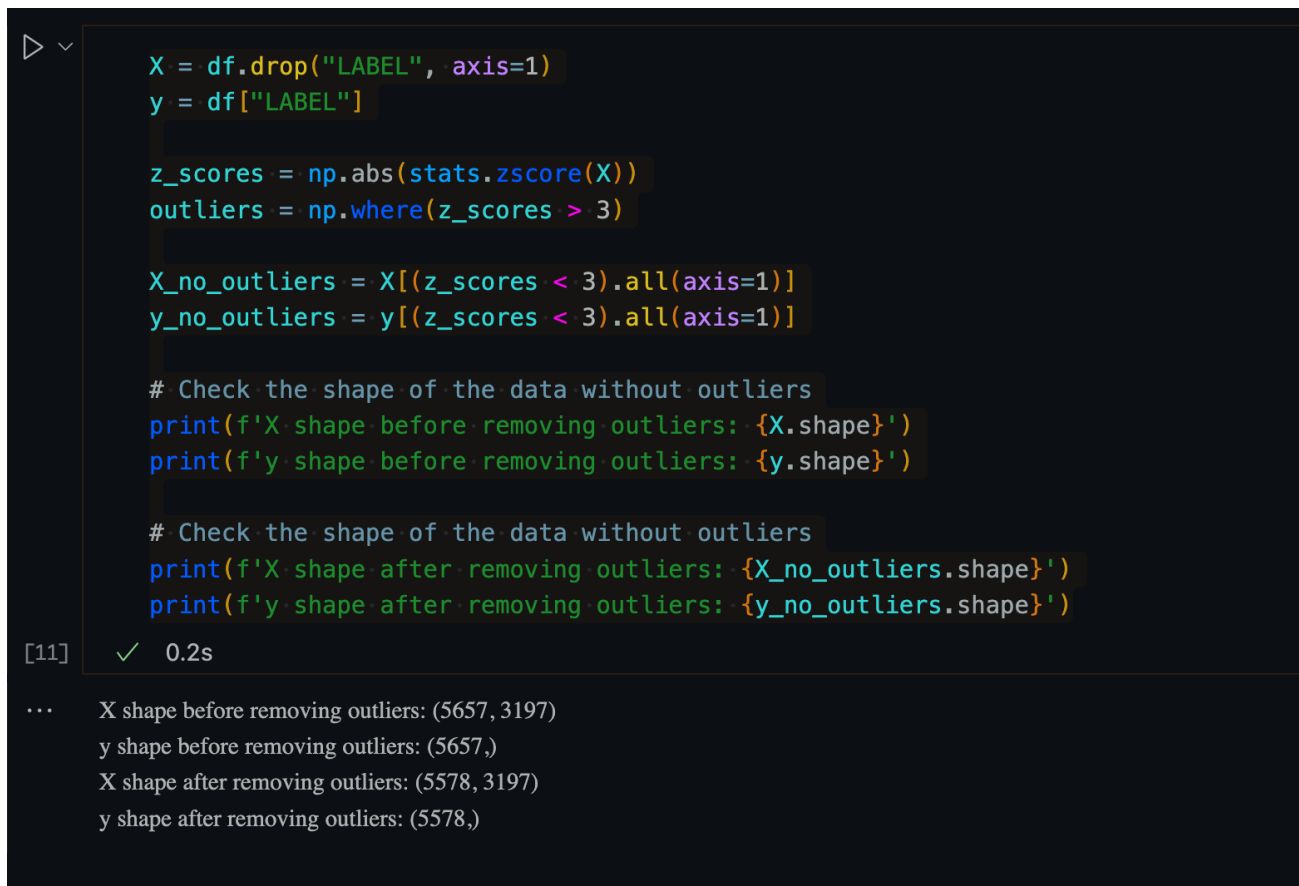 X = df.drop("LABEL", axis=1)
y = df["LABEL"]
z_scores = np.abs(stats.zscore(X))
outliers = np.where(z_scores > 3)
X_no_outliers = X[(z_scores < 3).all(axis=1)]
y_no_outliers = y[(z_scores < 3).all(axis=1)]
# Check the shape of the data without outliers
print(f'X shape before removing outliers: {X.shape}')
print(f'y shape before removing outliers: {y.shape}')
# Check the shape of the data without outliers
print(f'X shape after removing outliers: {X_no_outliers.shape}')
print(f'y shape after removing outliers: {y_no_outliers.shape}')
[11] ✓ 0.2s
... X shape before removing outliers: (5657, 3197)
y shape before removing outliers: (5657,)
X shape after removing outliers: (5578, 3197)
y shape after removing outliers: (5578,)